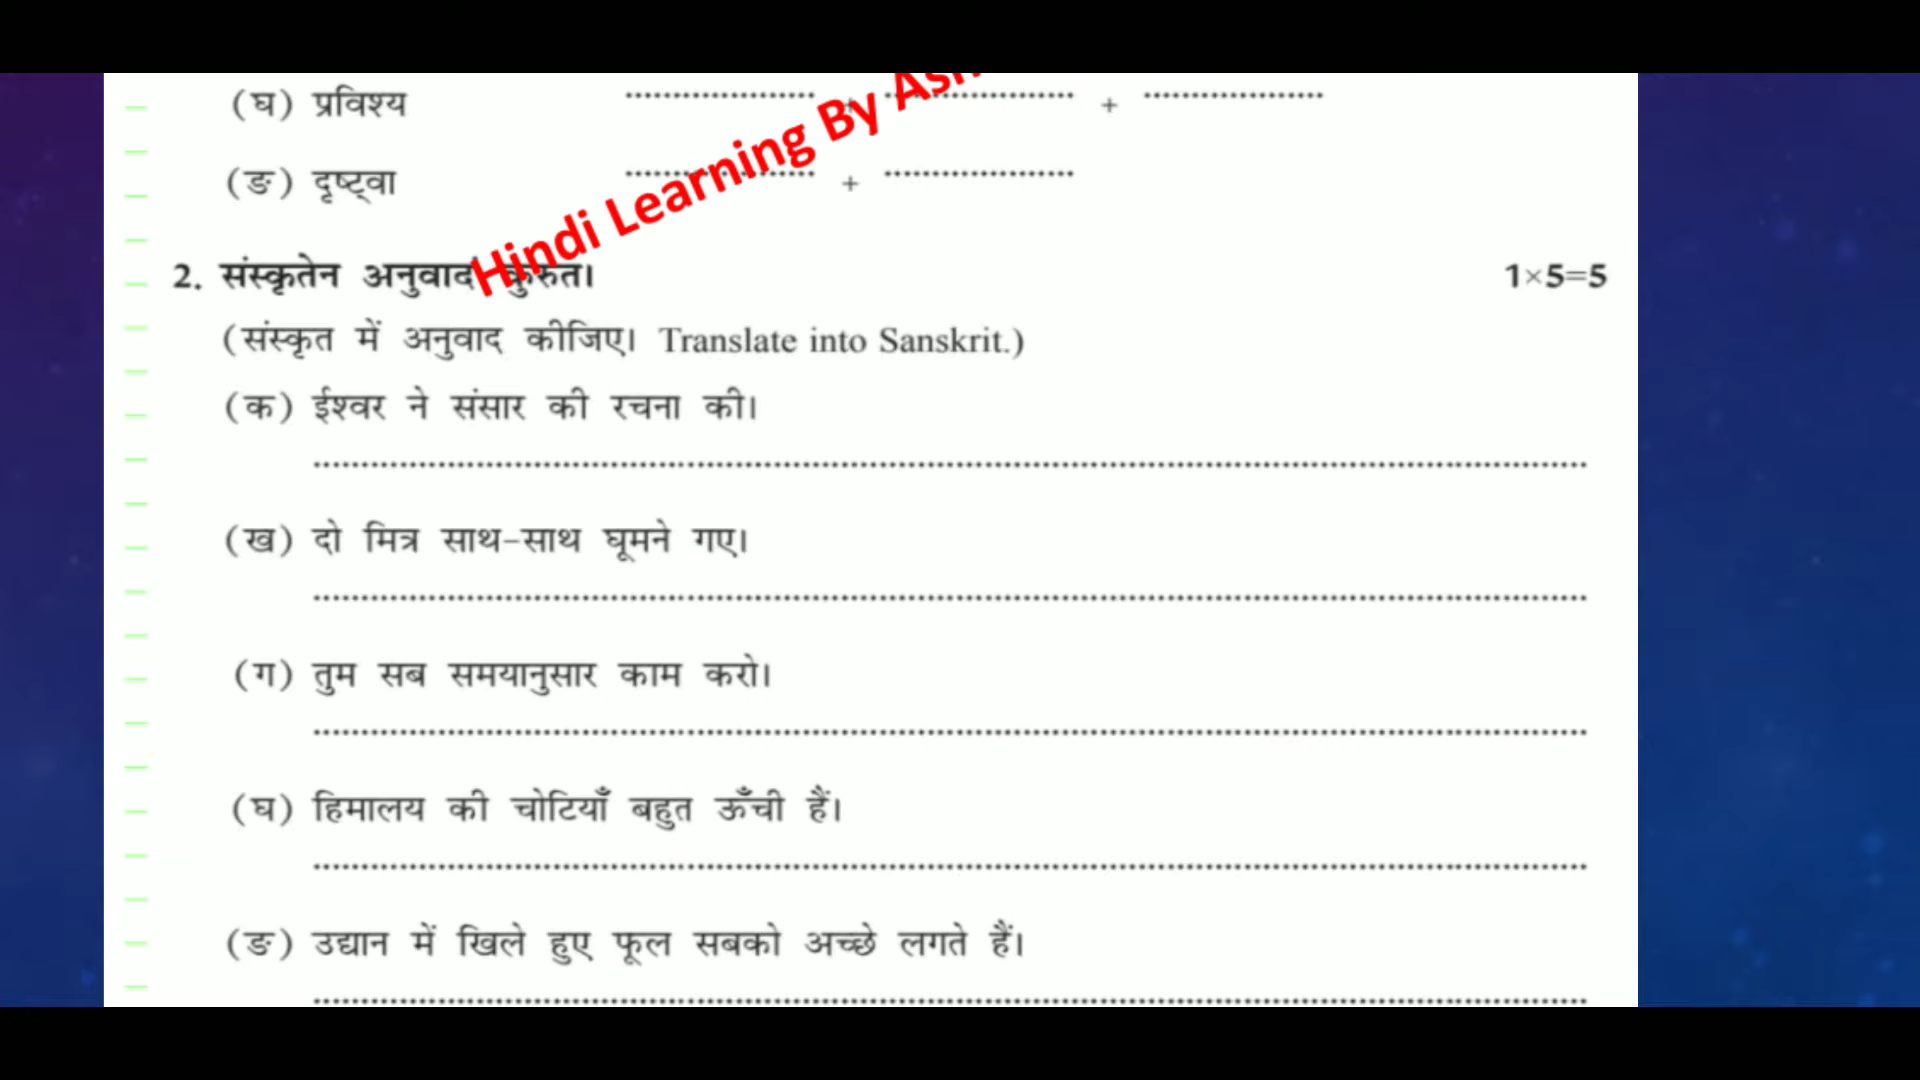 (घ) प्रविश्य .................... + .................... + ...................
(ङ) दृष्ट्वा .................... + ....................
Hindi Learning By
2. संस्कृतेन अनुवादं कुरुत। 1×5=5
(संस्कृत में अनुवाद कीजिए। Translate into Sanskrit.)
(क) ईश्वर ने संसार की रचना की।
(ख) दो मित्र साथ-साथ घूमने गए।
(ग) तुम सब समयानुसार काम करो।
(घ) हिमालय की चोटियाँ बहुत ऊँची हैं।
(ङ) उद्यान में खिले हुए फूल सबको अच्छे लगते हैं।